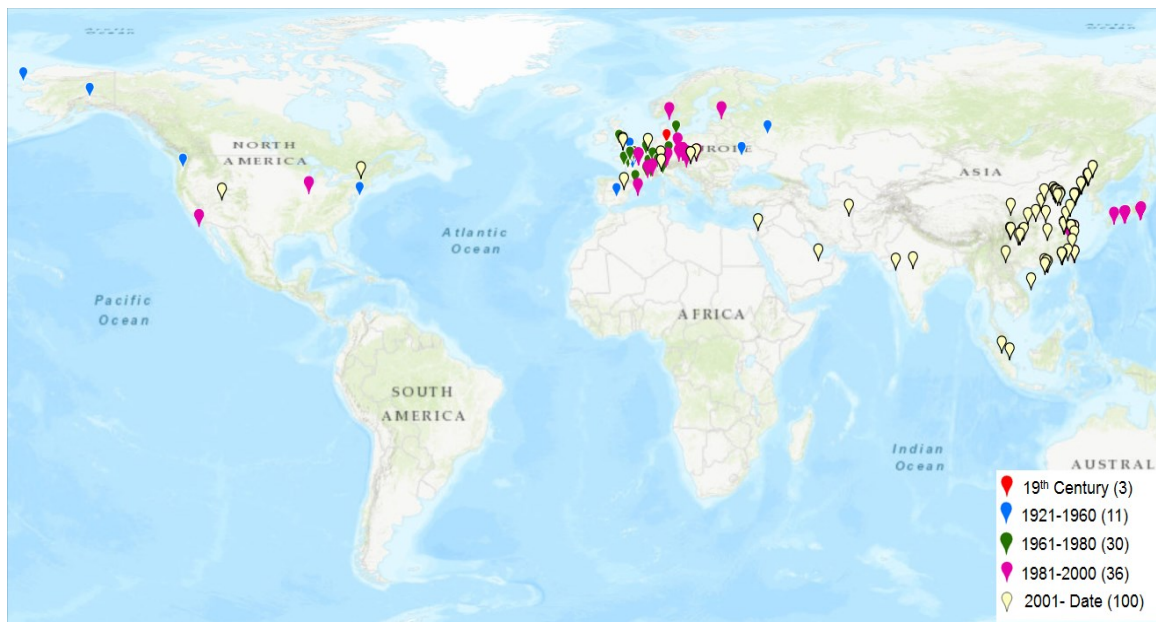 NORTH
AMERICA
ASIA
Atlantic
Ocean
Pacific
Ocean
AFRICA
SOUTH
AMERICA
Indian
Ocean
AUSTRAL
19th Century (3)
1921-1960 (11)
1961-1980 (30)
1981-2000 (36)
2001- Date (100)